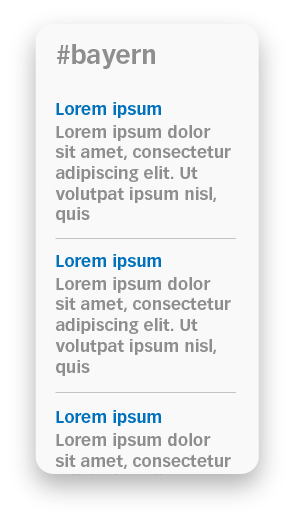 #bayern
Lorem ipsum
Lorem ipsum dolor
sit amet, consectetur
adipiscing elit. Ut
volutpat ipsum nisl,
quis
Lorem ipsum
Lorem ipsum dolor
sit amet, consectetur
adipiscing elit. Ut
volutpat ipsum nisl,
quis
Lorem ipsum
Lorem ipsum dolor
sit amet, consectetur